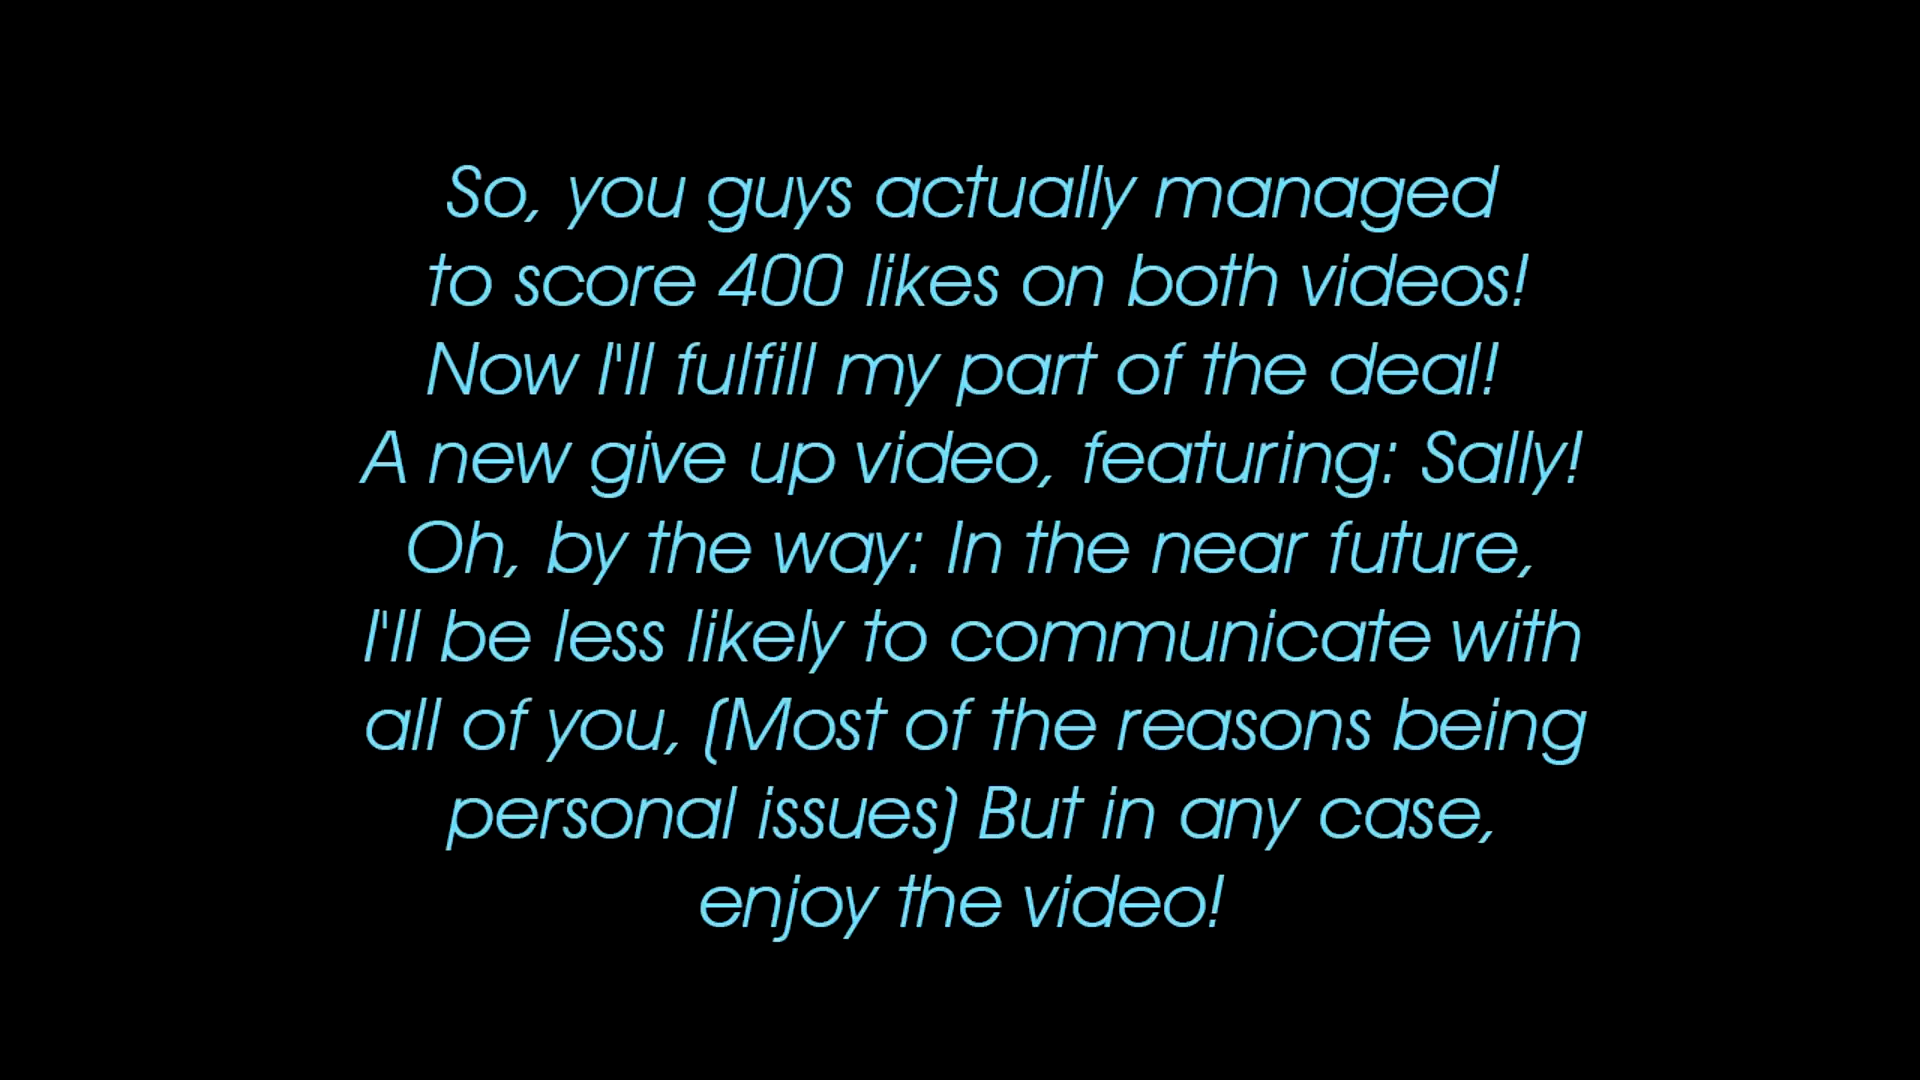 So, you guys actually managed
to score 400 likes on both videos!
Now I'll fulfill my part of the deal!
A new give up video, featuring: Sally!
Oh, by the way: In the near future,
I'll be less likely to communicate with
all of you, (Most of the reasons being
personal issues) But in any case,
enjoy the video!